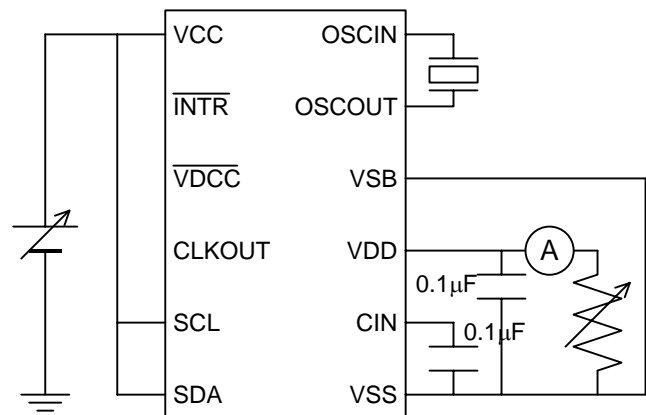 VCC OSCIN
INTR OSCOUT
VDCC VSB
CLKOUT VDD A
0.1μF
SCL CIN 0.1μF
SDA VSS